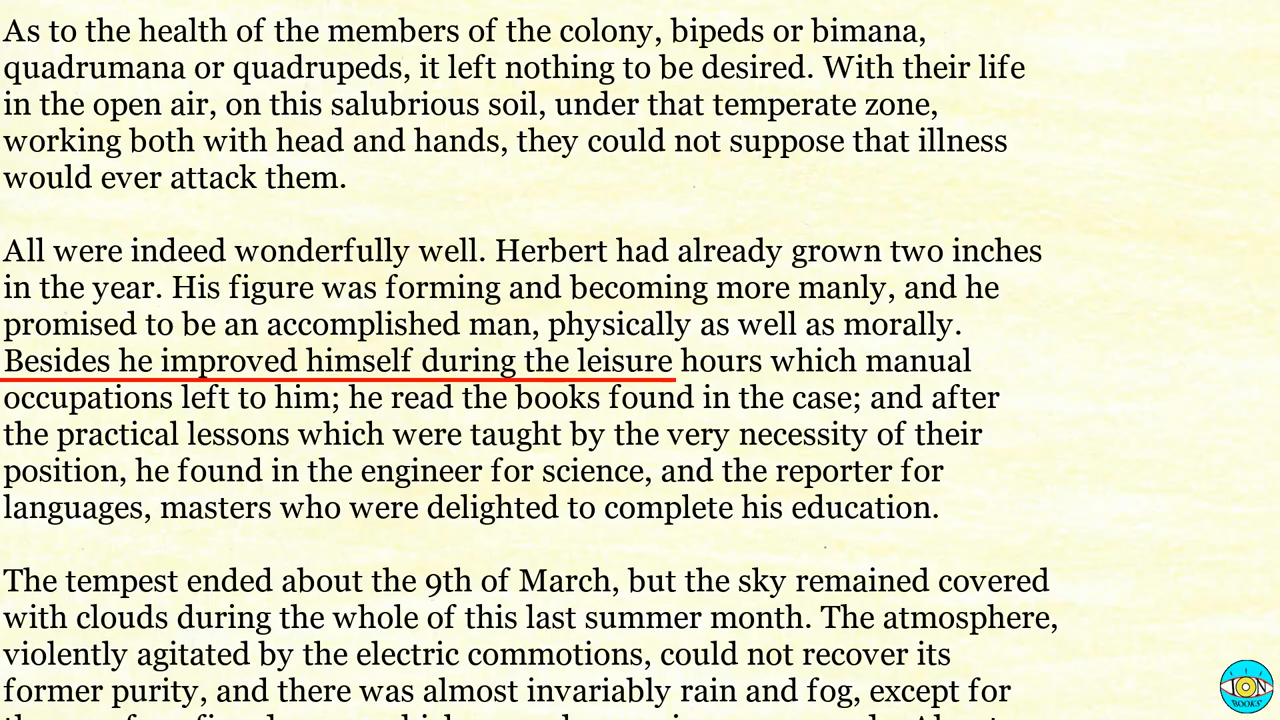 As to the health of the members of the colony, bipeds or bimana,
quadrumana or quadrupeds, it left nothing to be desired. With their life
in the open air, on this salubrious soil, under that temperate zone,
working both with head and hands, they could not suppose that illness
would ever attack them.
All were indeed wonderfully well. Herbert had already grown two inches
in the year. His figure was forming and becoming more manly, and he
promised to be an accomplished man, physically as well as morally.
Besides he improved himself during the leisure hours which manual
occupations left to him; he read the books found in the case; and after
the practical lessons which were taught by the very necessity of their
position, he found in the engineer for science, and the reporter for
languages, masters who were delighted to complete his education.
The tempest ended about the 9th of March, but the sky remained covered
with clouds during the whole of this last summer month. The atmosphere,
violently agitated by the electric commotions, could not recover its
former purity, and there was almost invariably rain and fog, except for
ION
BOOKS